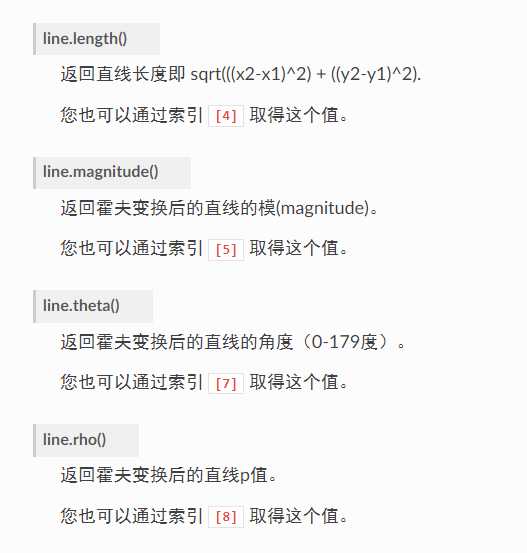 line.length()
返回直线长度即 sqrt(((x2-x1)^2) + ((y2-y1)^2).
您也可以通过索引 [4] 取得这个值。
line.magnitude()
返回霍夫变换后的直线的模(magnitude)。
您也可以通过索引 [5] 取得这个值。
line.theta()
返回霍夫变换后的直线的角度（0-179度）。
您也可以通过索引 [7] 取得这个值。
line.rho()
返回霍夫变换后的直线p值。
您也可以通过索引 [8] 取得这个值。